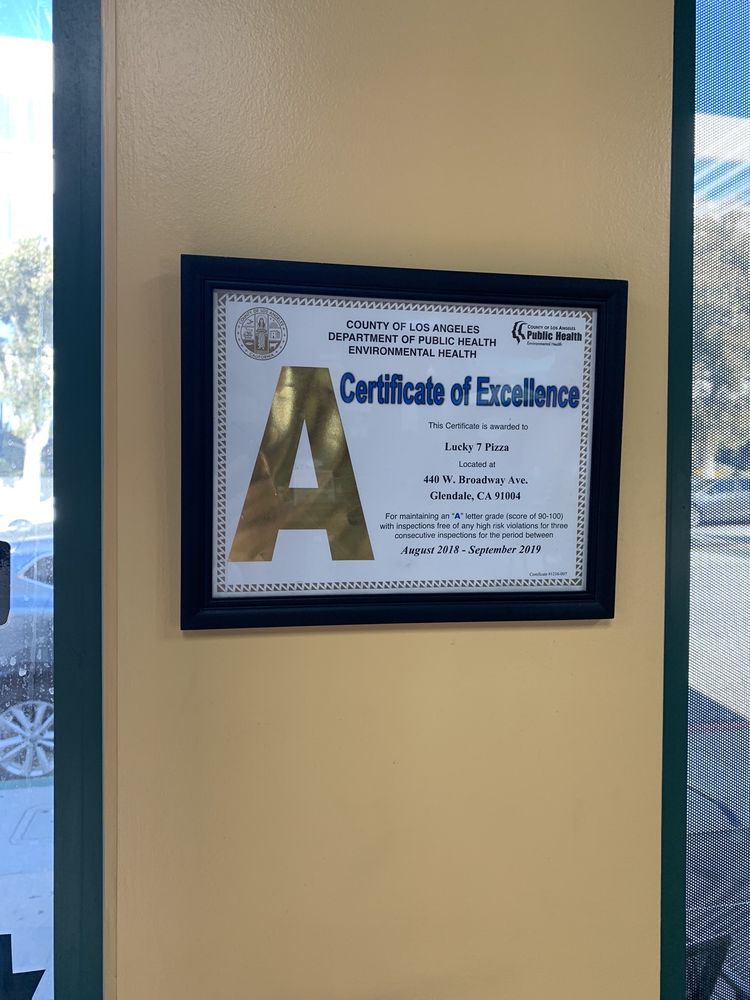 COUNTY OF LOS ANGELES
DEPARTMENT OF PUBLIC HEALTH
ENVIRONMENTAL HEALTH
COUNTY OF LOS ANGELES
Public Health
Environmental Health
A
Certificate of Excellence
This Certificate is awarded to
Lucky 7 Pizza
Located at
440 W. Broadway Ave.
Glendale, CA 91004
For maintaining an "A" letter grade (score of 90-100)
with inspections free of any high risk violations for three
consecutive inspections for the period between
August 2018 - September 2019